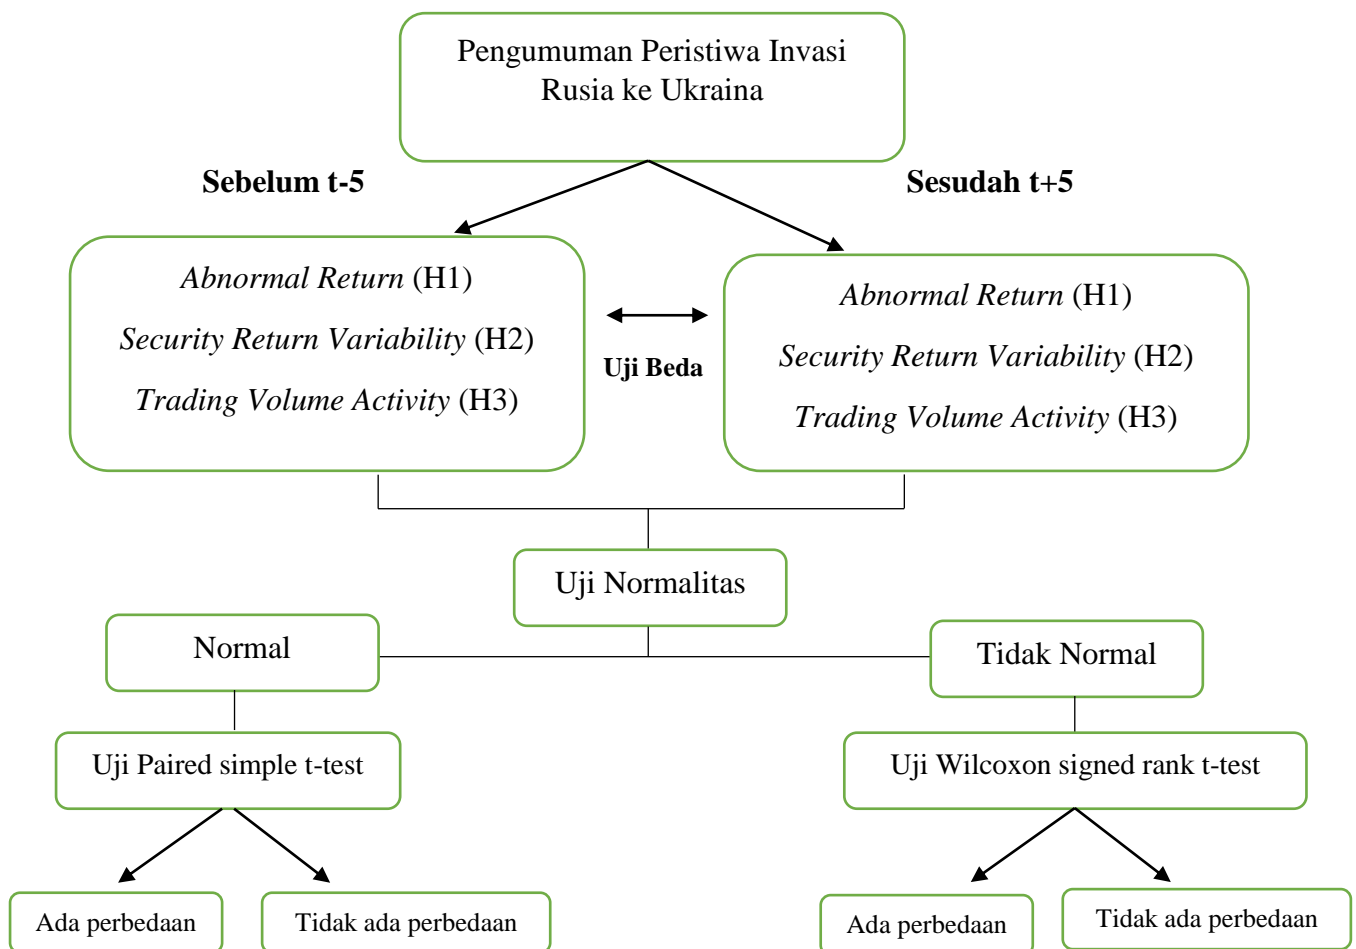 Pengumuman Peristiwa Invasi
Rusia ke Ukraina
Sebelum t-5
Sesudah t+5
Abnormal Return (H1)
Security Return Variability (H2)
Trading Volume Activity (H3)
Uji Beda
Abnormal Return (H1)
Security Return Variability (H2)
Trading Volume Activity (H3)
Uji Normalitas
Normal
Tidak Normal
Uji Paired simple t-test
Uji Wilcoxon signed rank t-test
Ada perbedaan
Tidak ada perbedaan
Ada perbedaan
Tidak ada perbedaan